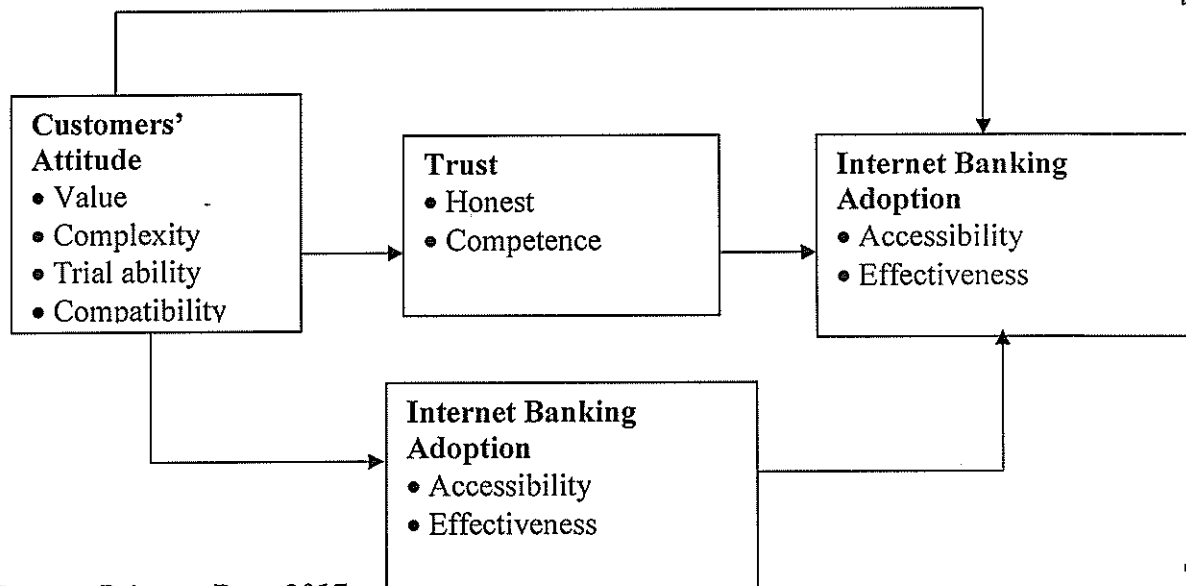 Customers'
Attitude
• Value
• Complexity
• Trial ability
• Compatibility
Trust
• Honest
• Competence
Internet Banking
Adoption
• Accessibility
• Effectiveness
Internet Banking
Adoption
• Accessibility
• Effectiveness
2017